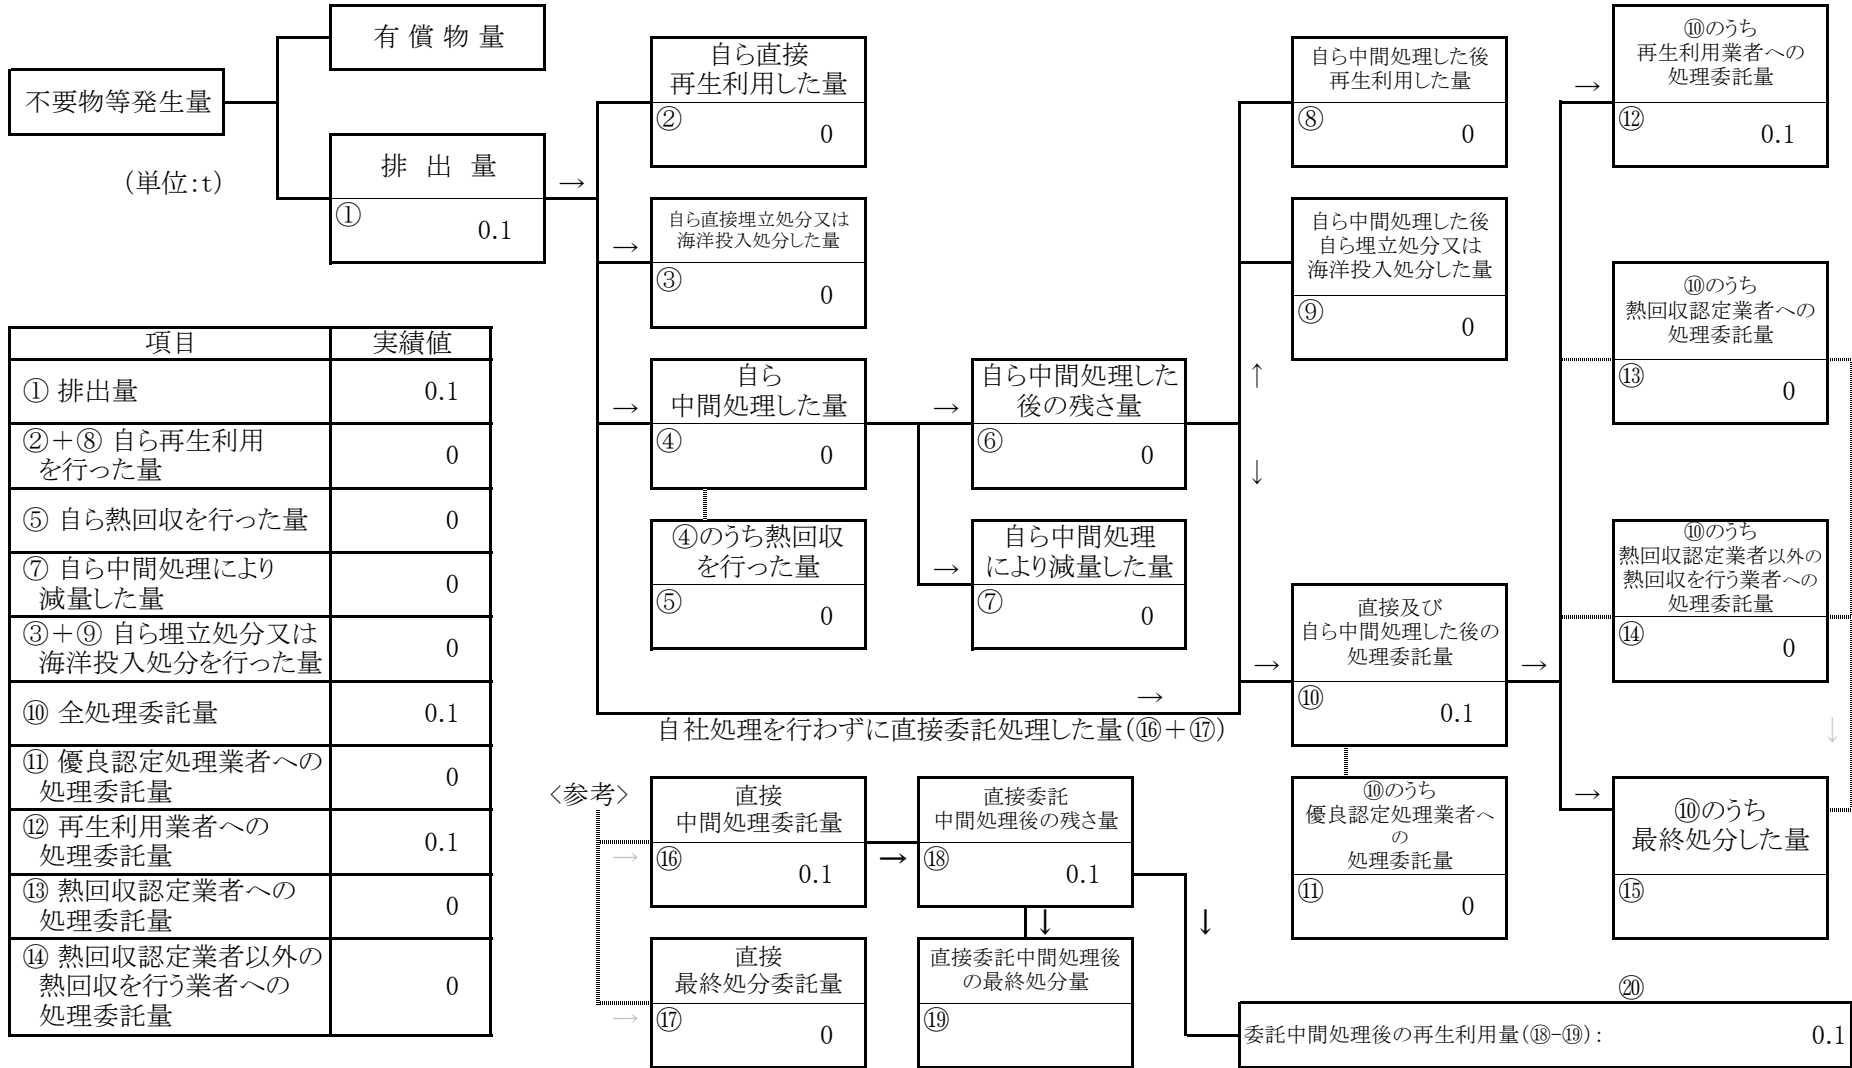 有 償 物 量
不要物等発生量
排 出 量
①
0.1
(単位:t)
→
自ら直接
再生利用した量
②
0
→
自ら直接埋立処分又は
海洋投入処分した量
③
0
→
自ら
中間処理した量
④
0
④のうち熱回収
を行った量
⑤
0
→
自ら中間処理した
後の残さ量
⑥
0
→
自ら中間処理
により減量した量
⑦
0
↑
↓
自ら中間処理した後
再生利用した量
⑧
0
自ら中間処理した後
自ら埋立処分又は
海洋投入処分した量
⑨
0
→
自社処理を行わずに直接委託処理した量(⑯+⑰)
→
直接及び
自ら中間処理した後の
処理委託量
⑩
0.1
→
⑩のうち
優良認定処理業者へ
の
処理委託量
⑪
0
→
⑩のうち
再生利用業者への
処理委託量
⑫
0.1
⑩のうち
熱回収認定業者への
処理委託量
⑬
0
⑩のうち
熱回収認定業者以外の
熱回収を行う業者への
処理委託量
⑭
0
↓
→
⑩のうち
最終処分した量
⑮
項目 実績値
① 排出量 0.1
②+⑧ 自ら再生利用
を行った量 0
⑤ 自ら熱回収を行った量 0
⑦ 自ら中間処理により
減量した量 0
③+⑨ 自ら埋立処分又は
海洋投入処分を行った量 0
⑩ 全処理委託量 0.1
⑪ 優良認定処理業者への
処理委託量 0
⑫ 再生利用業者への
処理委託量 0.1
⑬ 熱回収認定業者への
処理委託量 0
⑭ 熱回収認定業者以外の
熱回収を行う業者への
処理委託量 0
<参考>
→
直接
中間処理委託量
⑯
0.1
→
直接委託
中間処理後の残さ量
⑱
0.1
↓
↓
→
直接
最終処分委託量
⑰
0
直接委託中間処理後
の最終処分量
⑲
⑳
委託中間処理後の再生利用量(⑱-⑲): 0.1